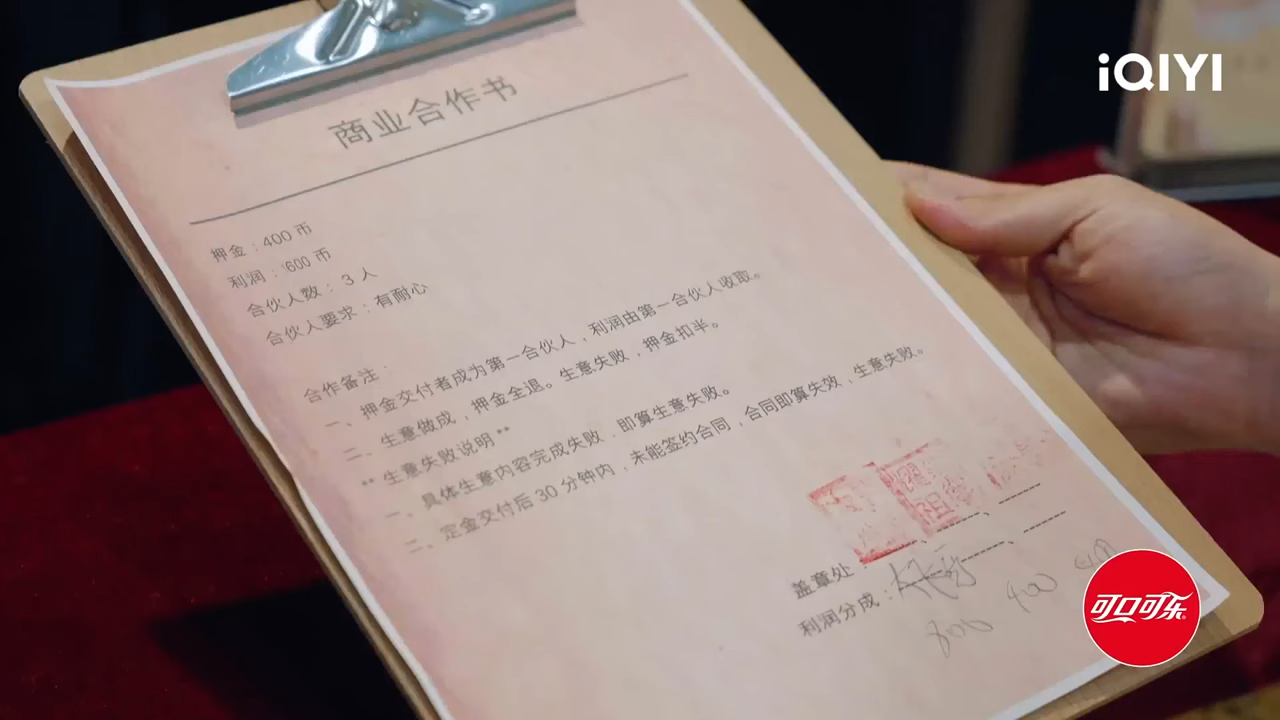 iQIYI
商业合作书
押金：400 币
利润：1600 币
合伙人数：3 人
合伙人要求：有耐心
合作备注：
一、押金交付者成为第一合伙人，利润由第一合伙人收取。
二、生意做成，押金全退。生意失败，押金扣半。
**生意失败说明**
一、具体生意内容完成失败，即算生意失败。
二、定金交付后 30 分钟内，未能签约合同，合同即算失效，生意失败。
盖章处：
利润分成：
800 400
可口可乐